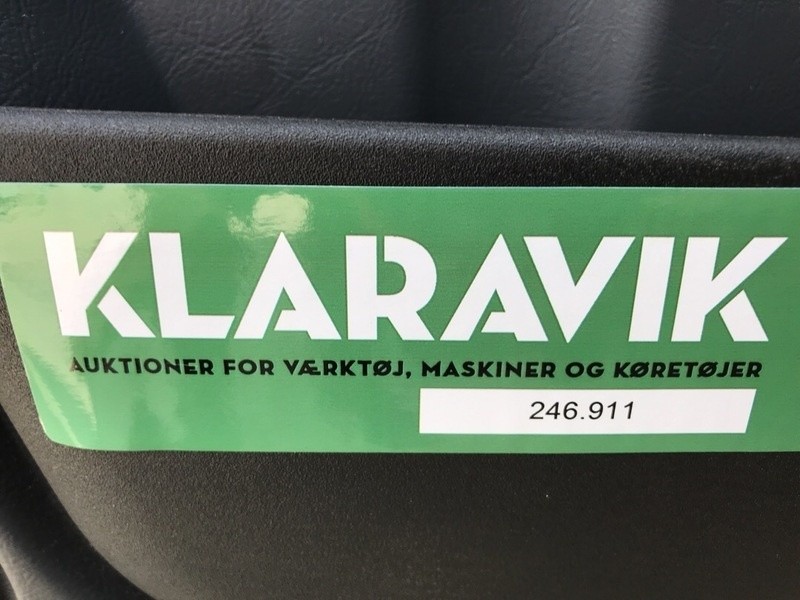 KLARAVIK
AUKTIONER FOR VÆRKTØJ, MASKINER OG KØRETØJER
246.911